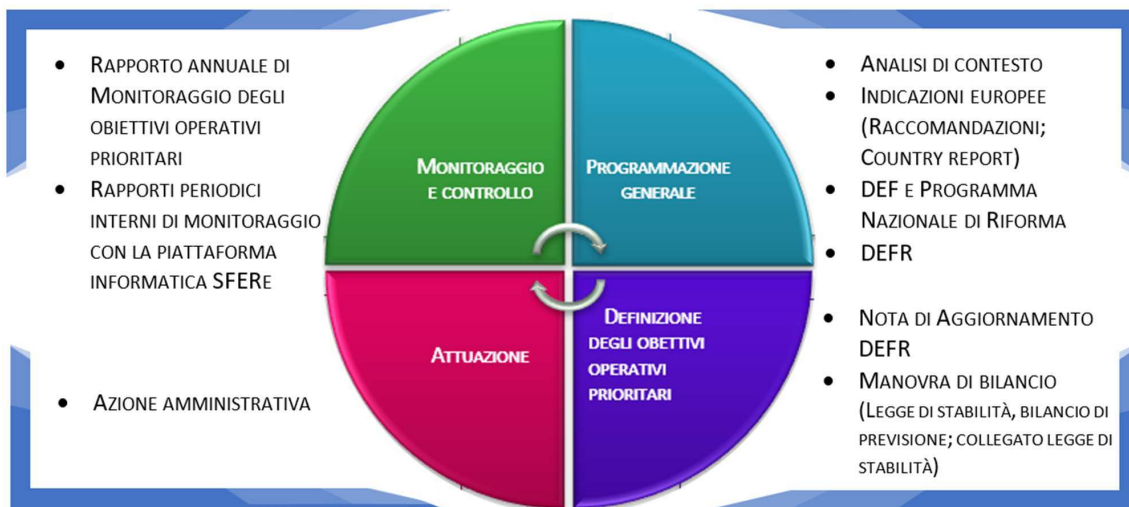 • Rapporto annuale di
Monitoraggio degli
obiettivi operativi
prioritari
• Rapporti periodici
interni di monitoraggio
con la piattaforma
informatica SFERe
• Azione amministrativa
Monitoraggio
e controllo
Programmazione
generale
Attuazione
Definizione
degli obettivi
operativi
prioritari
• Analisi di contesto
• Indicazioni europee
(Raccomandazioni;
Country report)
• DEF e Programma
Nazionale di Riforma
• DEFR
• Nota di Aggiornamento
DEFR
• Manovra di bilancio
(Legge di stabilità, bilancio di
previsione; collegato legge di
stabilità)